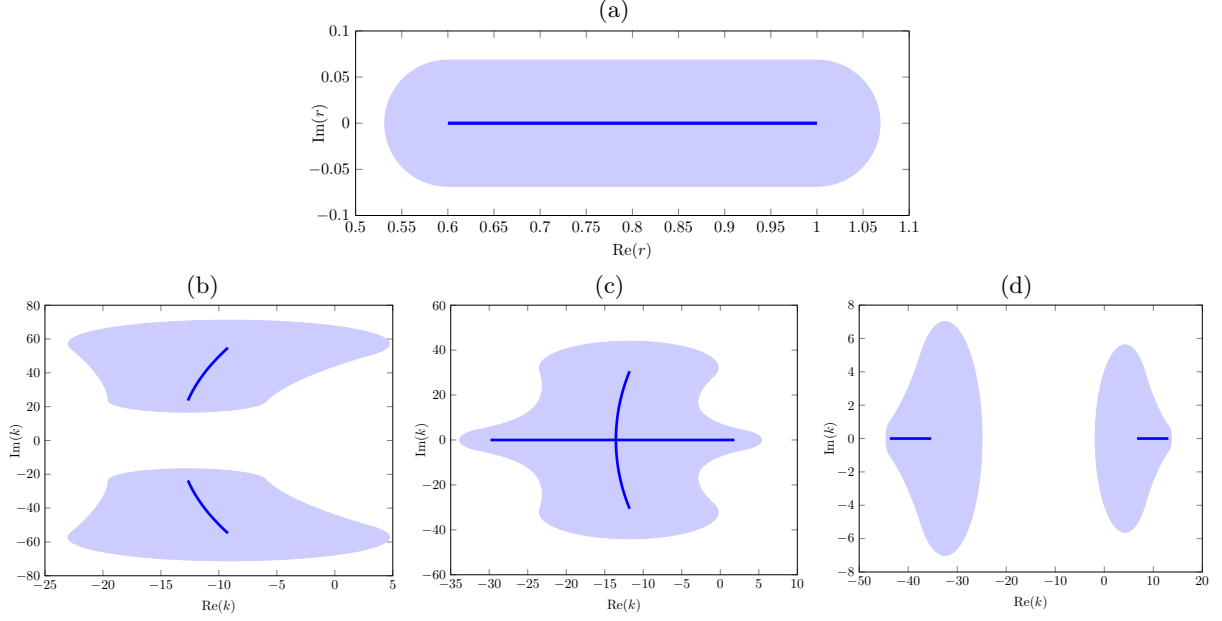 (a)
0.1
0.05
0
−0.05
−0.1
Im(r)
0.5 0.55 0.6 0.65 0.7 0.75 0.8 0.85 0.9 0.95 1 1.05 1.1
Re(r)
(b)
80
60
40
20
0
−20
−40
−60
−80
Im(k)
−25 −20 −15 −10 −5 0 5
Re(k)
(c)
60
40
20
0
−20
−40
−60
Im(k)
−35 −30 −25 −20 −15 −10 −5 0 5 10
Re(k)
(d)
8
6
4
2
0
−2
−4
−6
−8
Im(k)
−50 −40 −30 −20 −10 0 10 20
Re(k)